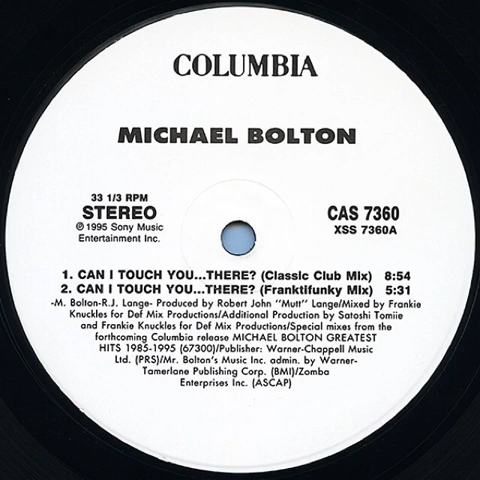 COLUMBIA
MICHAEL BOLTON
33 1/3 RPM
STEREO
℗ 1995 Sony Music
Entertainment Inc.
CAS 7360
XSS 7360A
1. CAN I TOUCH YOU...THERE? (Classic Club Mix) 8:54
2. CAN I TOUCH YOU...THERE? (Franktifunky Mix) 5:31
-M. Bolton-R.J. Lange- Produced by Robert John "Mutt" Lange/Mixed by Frankie
Knuckles for Def Mix Productions/Additional Production by Satoshi Tomiie
and Frankie Knuckles for Def Mix Productions/Special mixes from the
forthcoming Columbia release MICHAEL BOLTON GREATEST
HITS 1985-1995 (67300)/Publisher: Warner-Chappell Music
Ltd. (PRS)/Mr. Bolton's Music Inc. admin. by Warner-
Tamerlane Publishing Corp. (BMI)/Zomba
Enterprises Inc. (ASCAP)